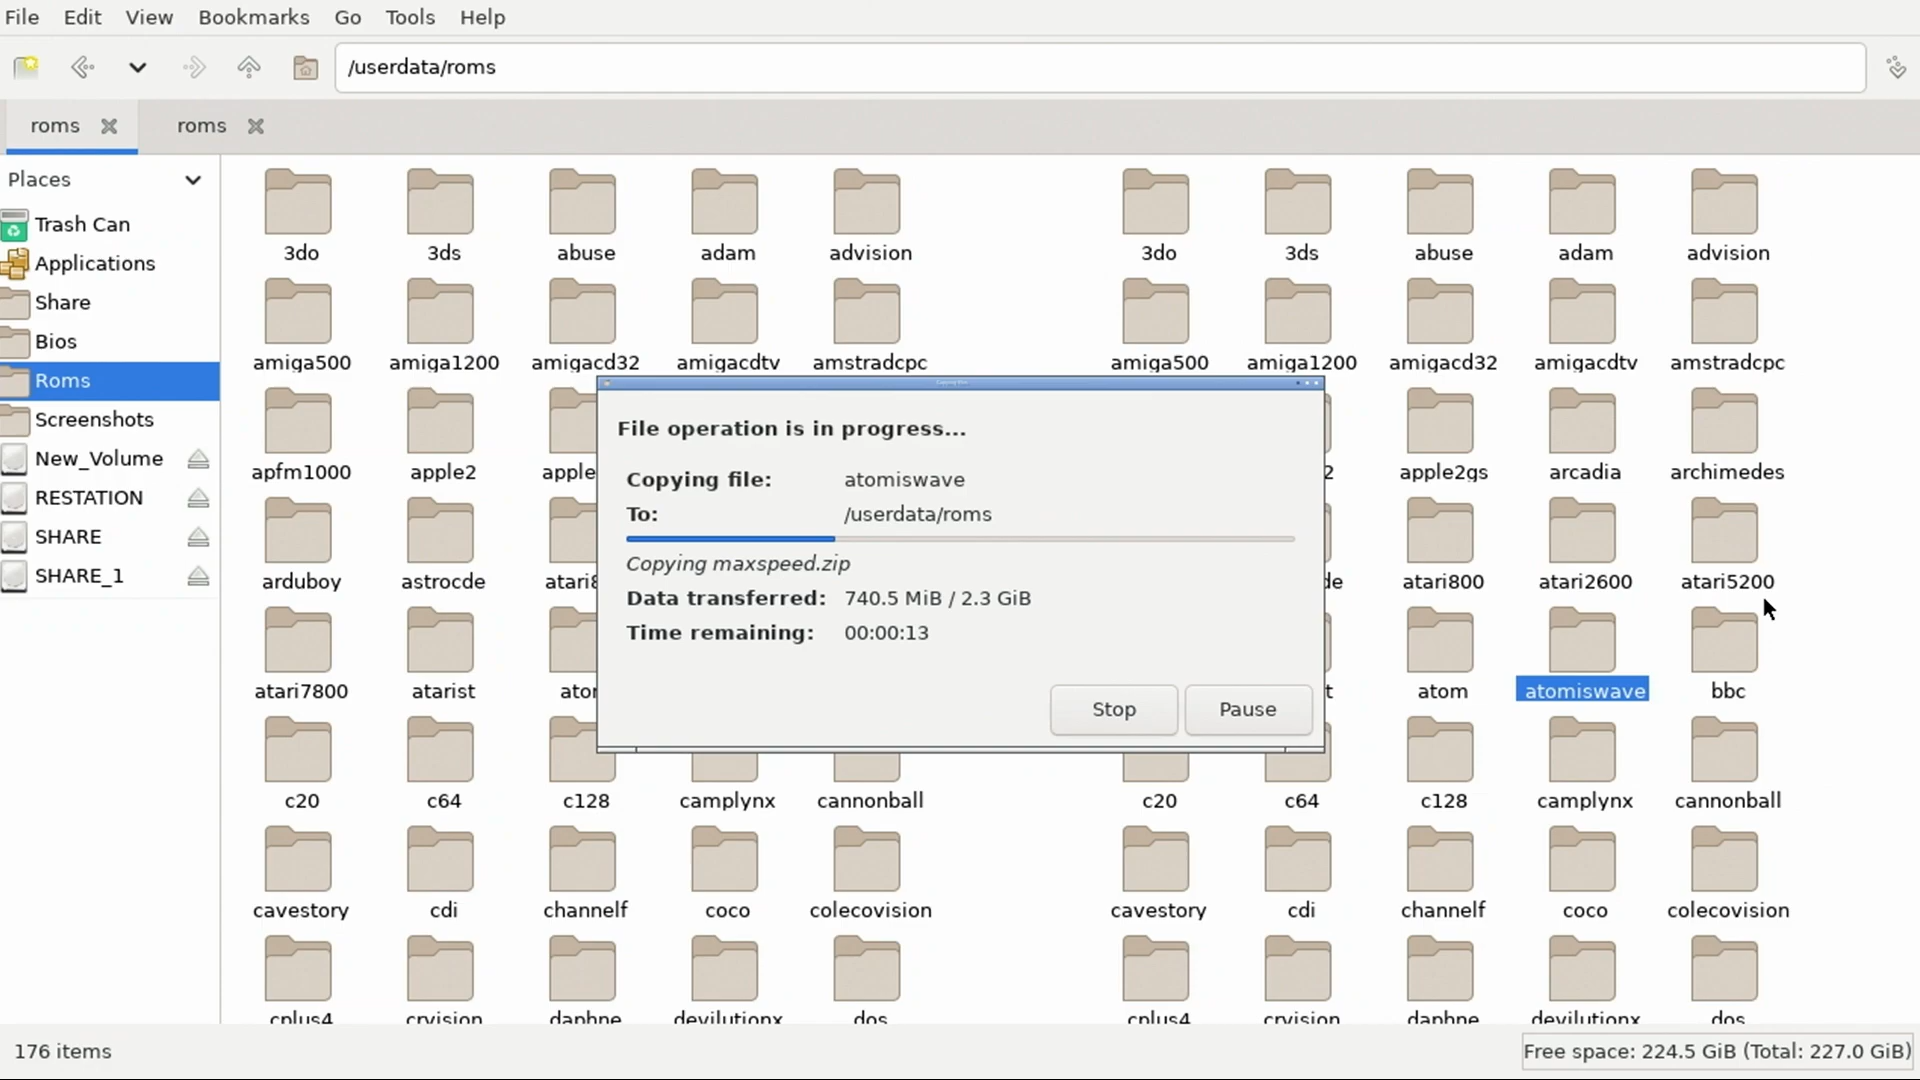 File Edit View Bookmarks Go Tools Help
/userdata/roms
roms roms
Places
Trash Can
Applications
Share
Bios
Roms
Screenshots
New_Volume
RESTATION
SHARE
SHARE_1
3do 3ds abuse adam advision 3do 3ds abuse adam advision
amiga500 amiga1200 amigacd32 amigacdtv amstradcpc amiga500 amiga1200 amigacd32 amigacdtv amstradcpc
apfm1000 apple2 apple 2 apple2gs arcadia archimedes
arduboy astrocde atari8 de atari800 atari2600 atari5200
atari7800 atarist ator t atom atomiswave bbc
c20 c64 c128 camplynx cannonball c20 c64 c128 camplynx cannonball
cavestory cdi channelf coco colecovision cavestory cdi channelf coco colecovision
cplus4 crvision daphne devilutionx dos cplus4 crvision daphne devilutionx dos
File operation is in progress...
Copying file: atomiswave
To: /userdata/roms
Copying maxspeed.zip
Data transferred: 740.5 MiB / 2.3 GiB
Time remaining: 00:00:13
Stop Pause
176 items
Free space: 224.5 GiB (Total: 227.0 GiB)